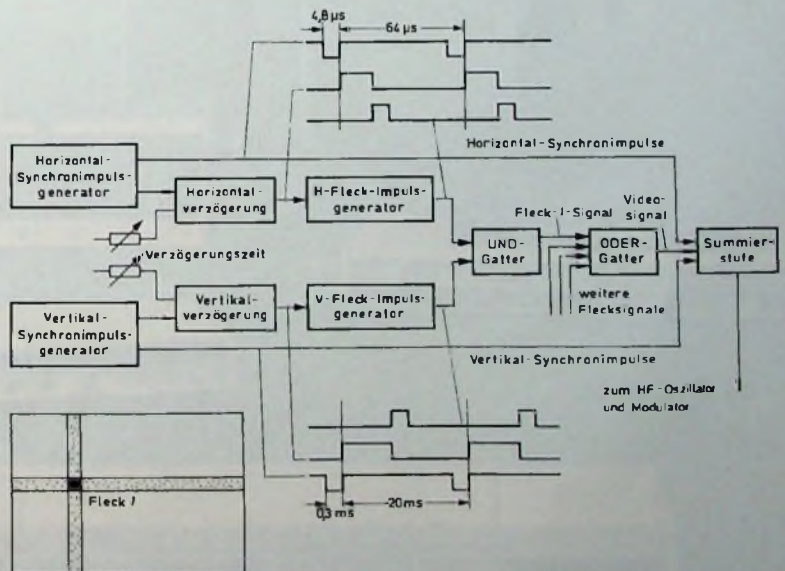 4,8 µs
64 µs
Horizontal-Synchronimpulse
Horizontal-
Synchronimpuls-
generator
Horizontal-
verzögerung
H-Fleck-Impuls-
generator
Verzögerungszeit
UND-
Gatter
Fleck-1-Signal
ODER-
Gatter
Video-
signal
Summier-
stufe
weitere
Flecksignale
Vertikal-
Synchronimpuls-
generator
Vertikal-
verzögerung
V-Fleck-Impuls-
generator
Vertikal-Synchronimpulse
zum HF-Oszillator
und Modulator
Fleck 1
0,3 ms
~20ms